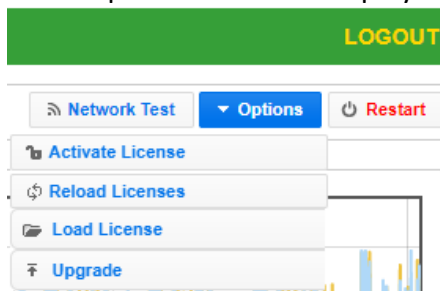 LOGOUT
Network Test Options Restart
Activate License
Reload Licenses
Load License
Upgrade